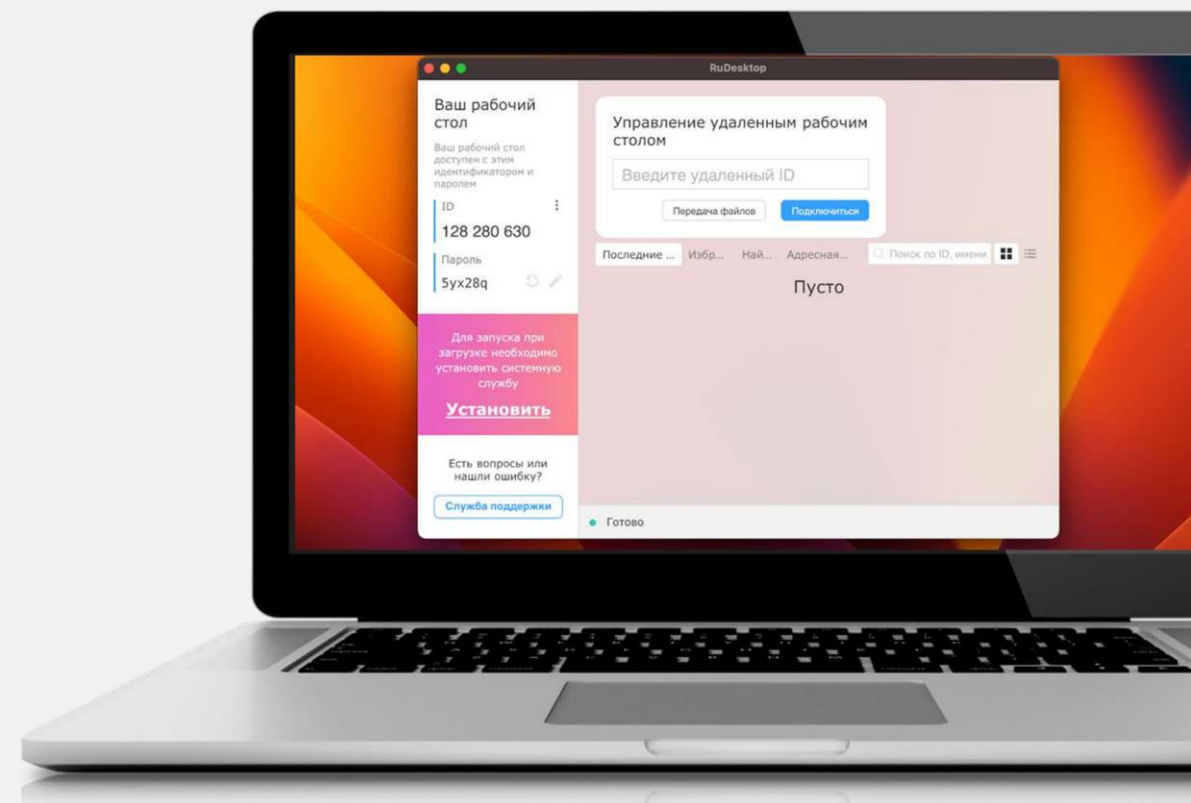 RuDesktop
Ваш рабочий
стол
Ваш рабочий стол
доступен с этим
идентификатором и
паролем
ID
128 280 630
Пароль
5yx28q
Для запуска при
загрузке необходимо
установить системную
службу
Установить
Есть вопросы или
нашли ошибку?
Служба поддержки
Управление удаленным рабочим
столом
Введите удаленный ID
Передача файлов
Подключиться
Последние ... Избр... Най... Адресная... Поиск по ID, имени
Пусто
Готово